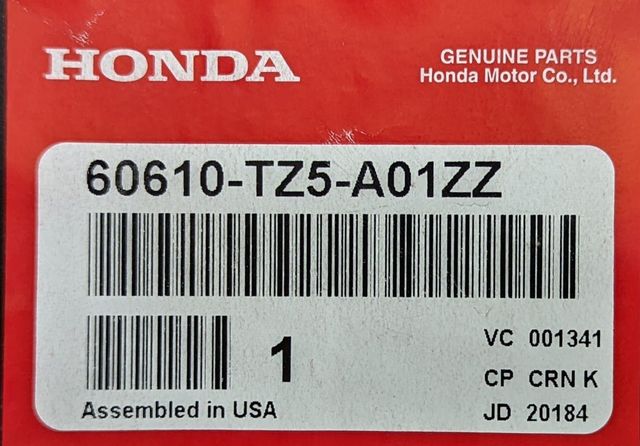 HONDA
GENUINE PARTS
Honda Motor Co., Ltd.
60610-TZ5-A01ZZ
1
VC 001341
CP CRN K
Assembled in USA
JD 20184